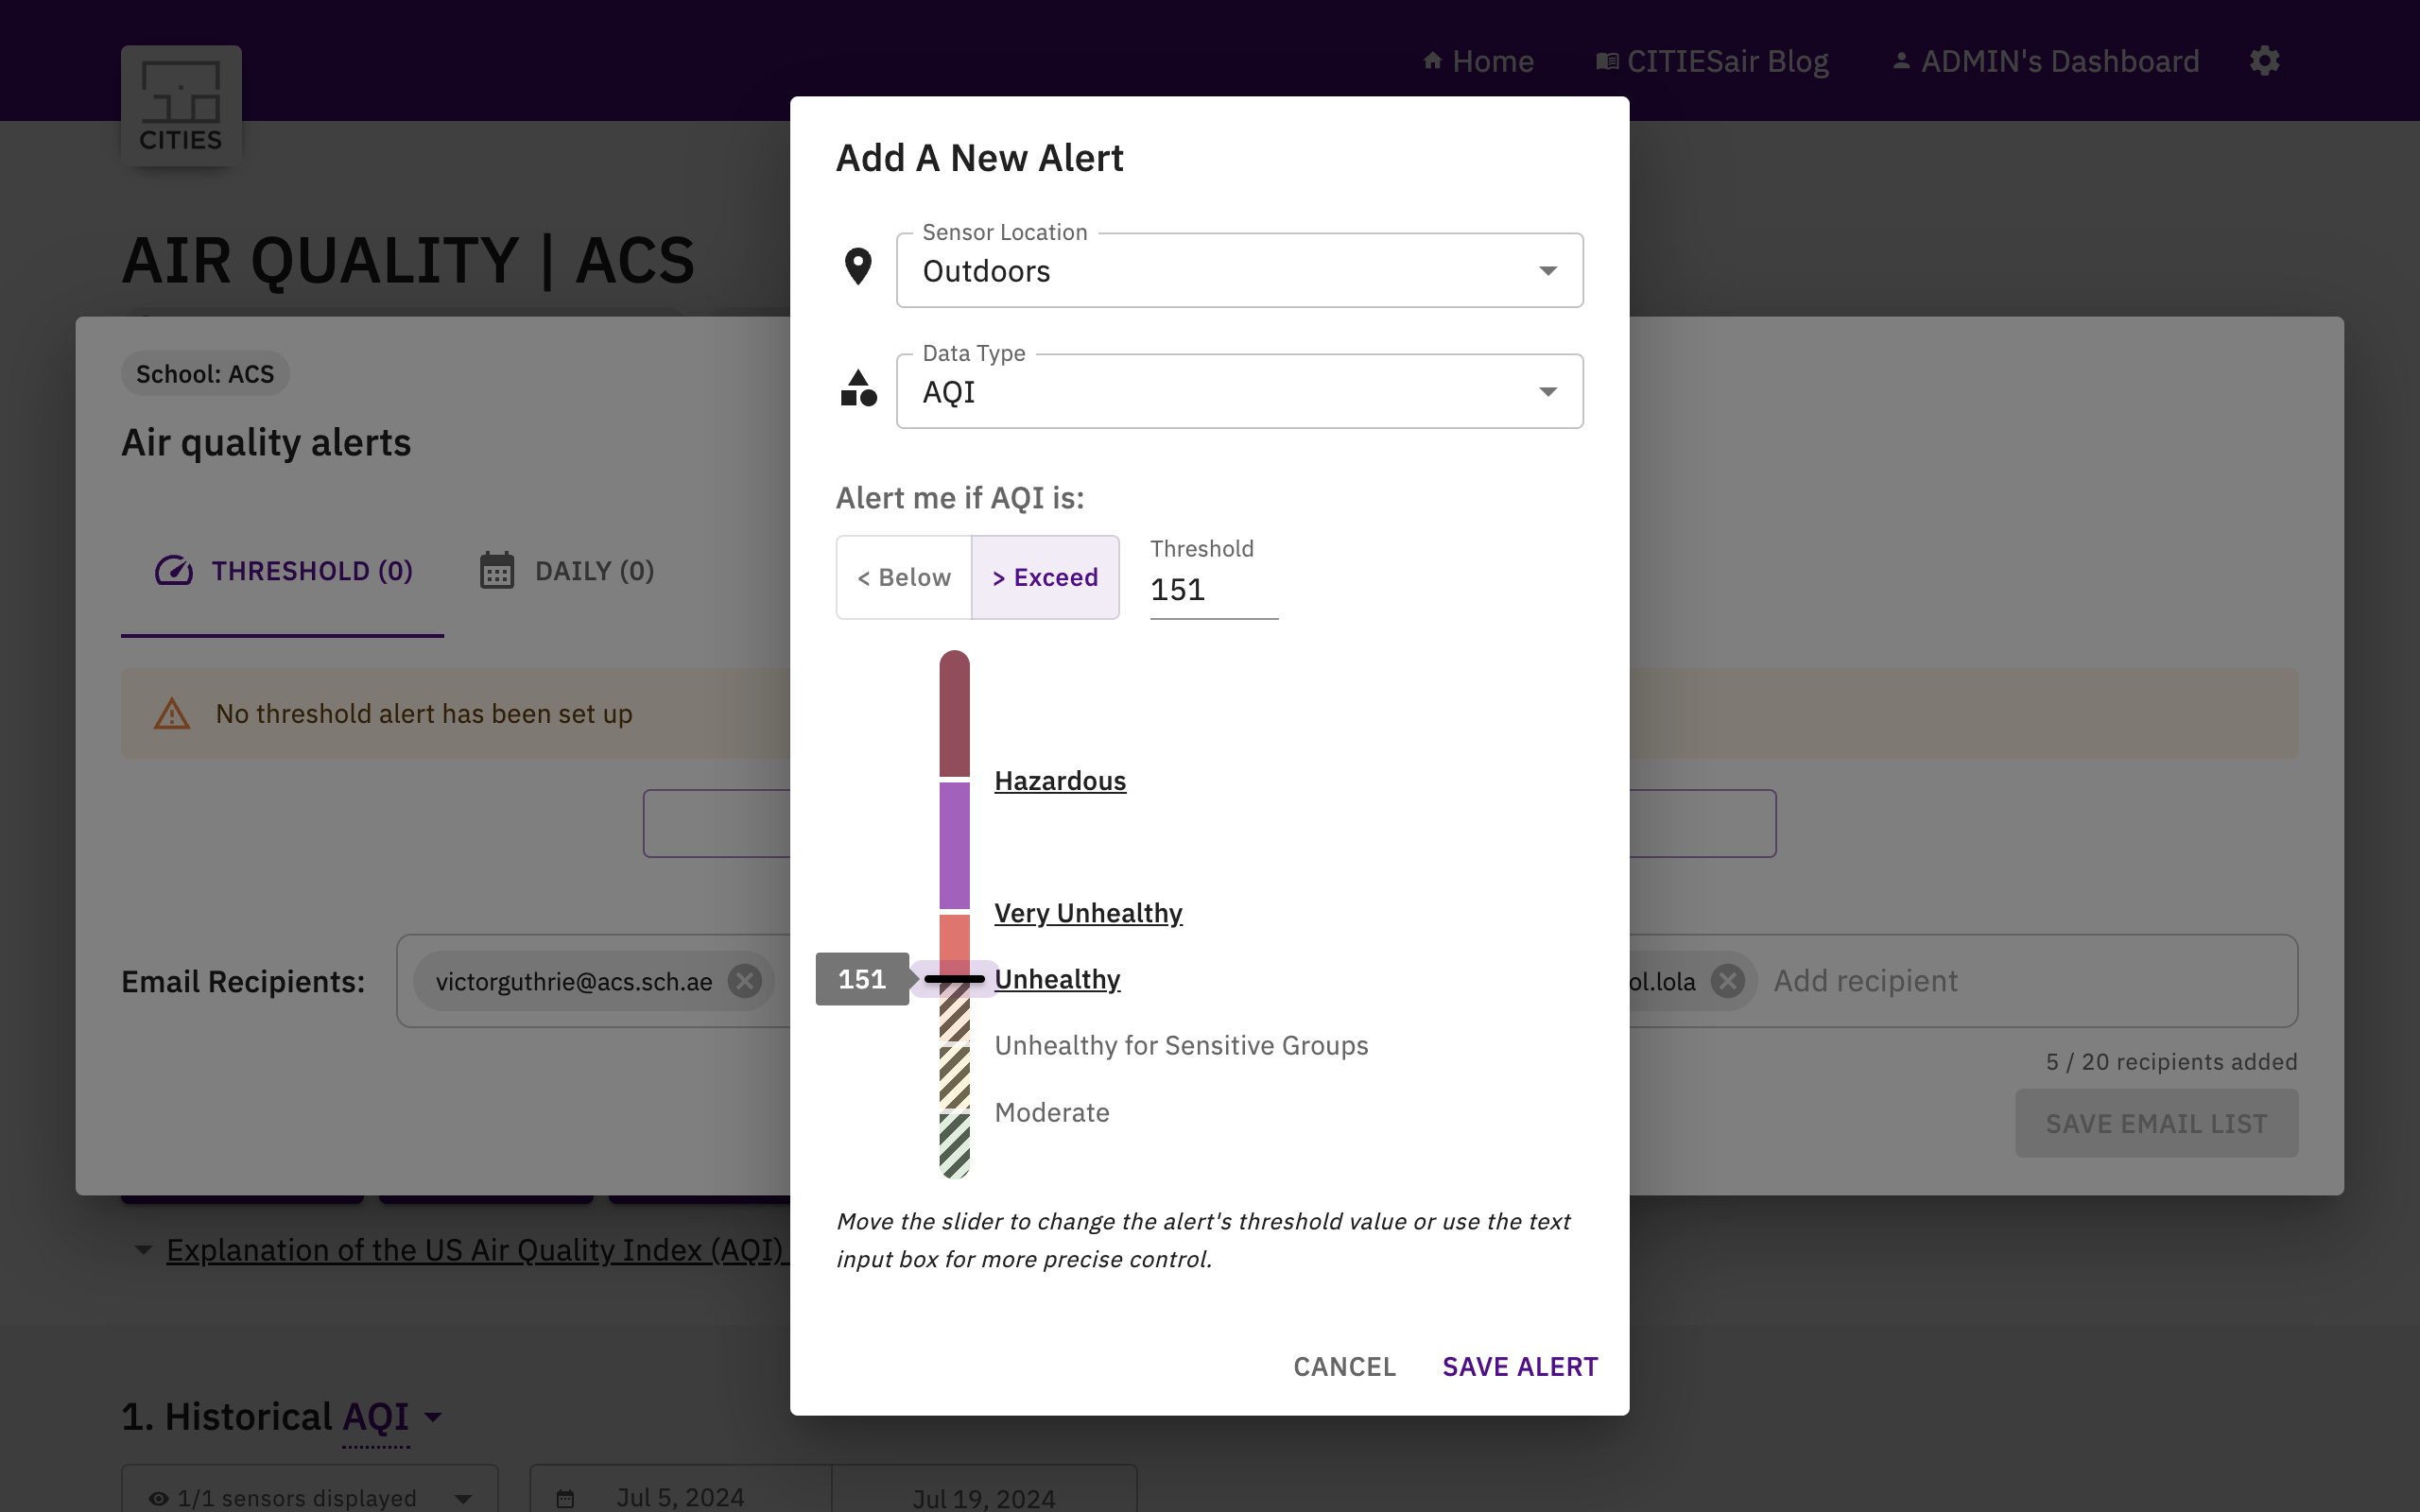 Home
CITIESair Blog
ADMIN's Dashboard
CITIES
AIR QUALITY | ACS
School: ACS
Air quality alerts
THRESHOLD (0)
DAILY (0)
No threshold alert has been set up
Email Recipients:
victorguthrie@acs.sch.ae
ol.lola
Add recipient
5 / 20 recipients added
SAVE EMAIL LIST
Explanation of the US Air Quality Index (AQI)
1. Historical AQI
1/1 sensors displayed
Jul 5, 2024
Jul 19, 2024
Add A New Alert
Sensor Location
Outdoors
Data Type
AQI
Alert me if AQI is:
< Below
> Exceed
Threshold
151
Hazardous
Very Unhealthy
151
Unhealthy
Unhealthy for Sensitive Groups
Moderate
Move the slider to change the alert's threshold value or use the text
input box for more precise control.
CANCEL
SAVE ALERT